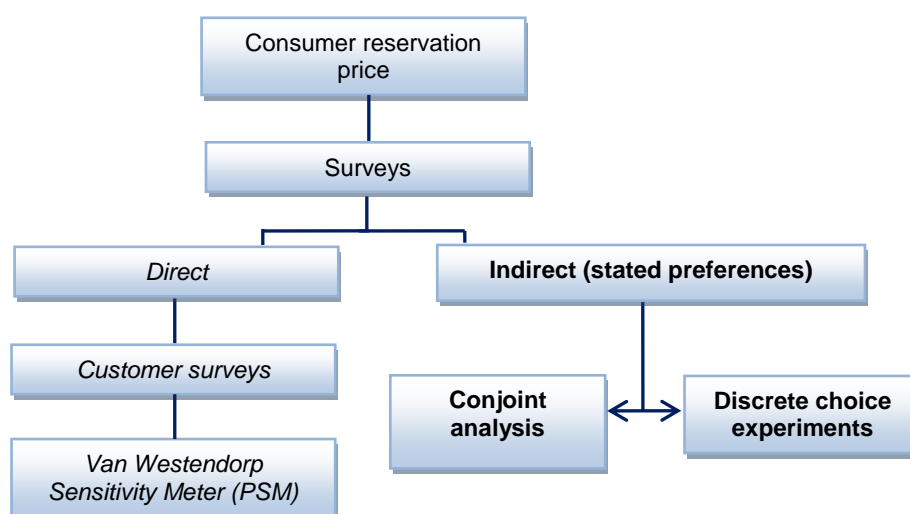 Consumer reservation
price
Surveys
Direct
Indirect (stated preferences)
Customer surveys
Conjoint
analysis
Discrete choice
experiments
Van Westendorp
Sensitivity Meter (PSM)